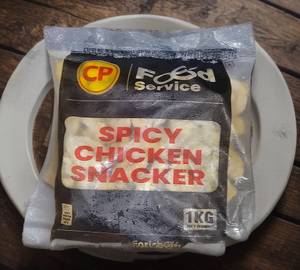 CP
Food
Service
SPICY
CHICKEN
SNACKER
1KG